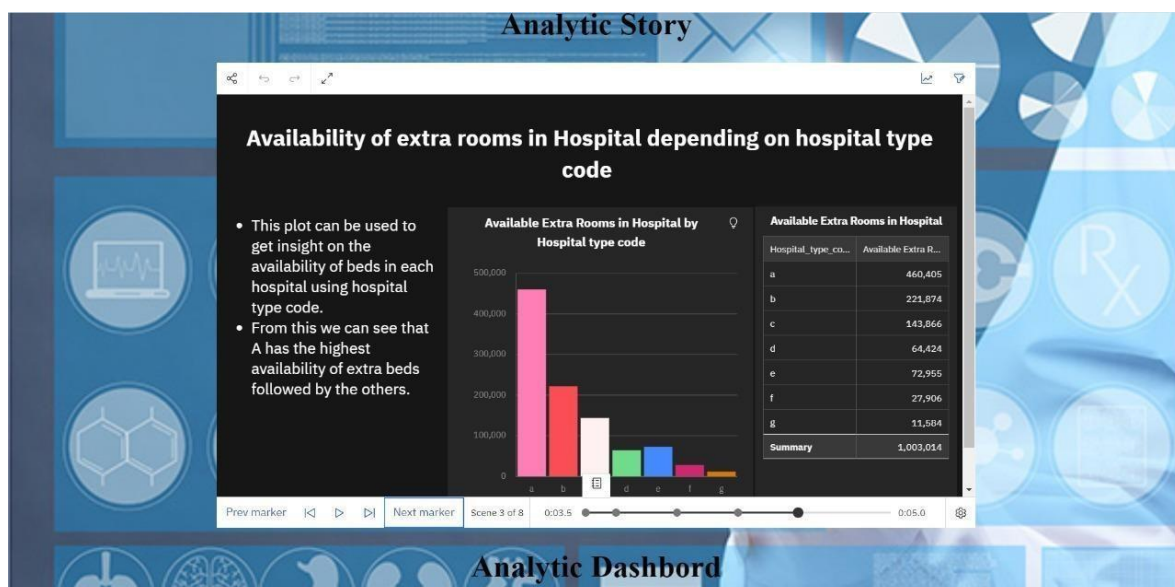 Analytic Story
Availability of extra rooms in Hospital depending on hospital type
code
• This plot can be used to
get insight on the
availability of beds in each
hospital using hospital
type code.
• From this we can see that
A has the highest
availability of extra beds
followed by the others.
Available Extra Rooms in Hospital by
Hospital type code
500,000
400,000
300,000
200,000
100,000
0
a b d e f g
Available Extra Rooms in Hospital
Hospital_type_co... Available Extra R...
a 460,405
b 221,874
c 143,866
d 64,424
e 72,955
f 27,906
g 11,584
Summary 1,003,014
Prev marker Next marker Scene 3 of 8 0:03.5 0:05.0
Rx
Analytic Dashbord